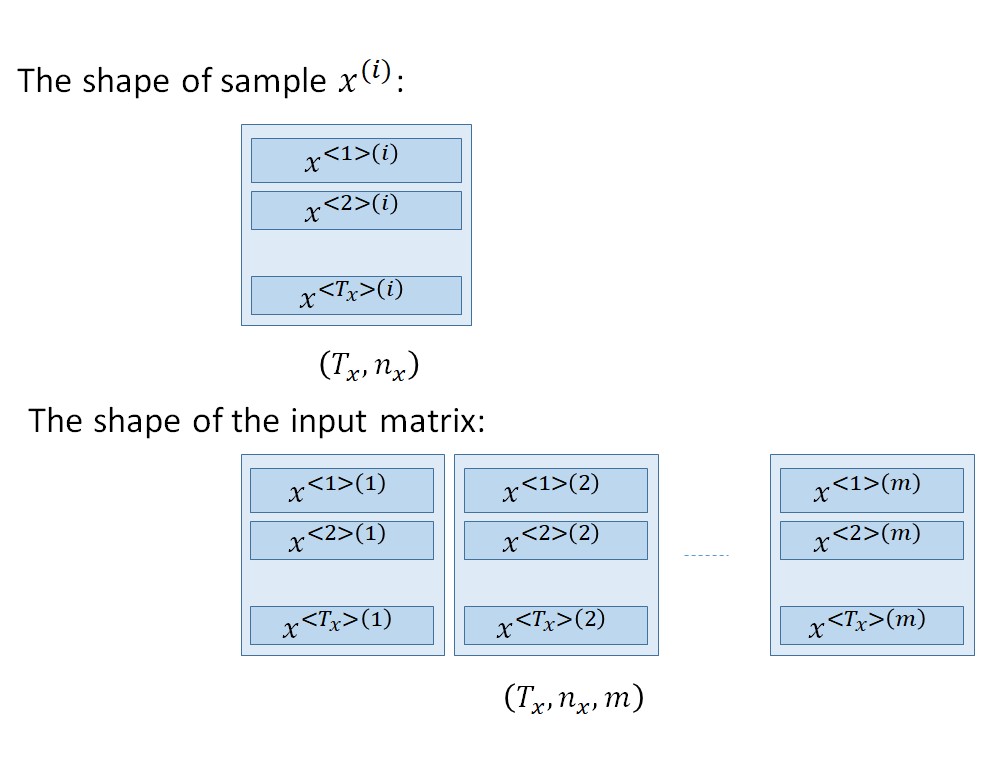 The shape of sample x^(i):
x^<1>(i)
x^<2>(i)
x^<T_x>(i)
(T_x, n_x)
The shape of the input matrix:
x^<1>(1) x^<1>(2) x^<1>(m)
x^<2>(1) x^<2>(2) x^<2>(m)
x^<T_x>(1) x^<T_x>(2) x^<T_x>(m)
(T_x, n_x, m)